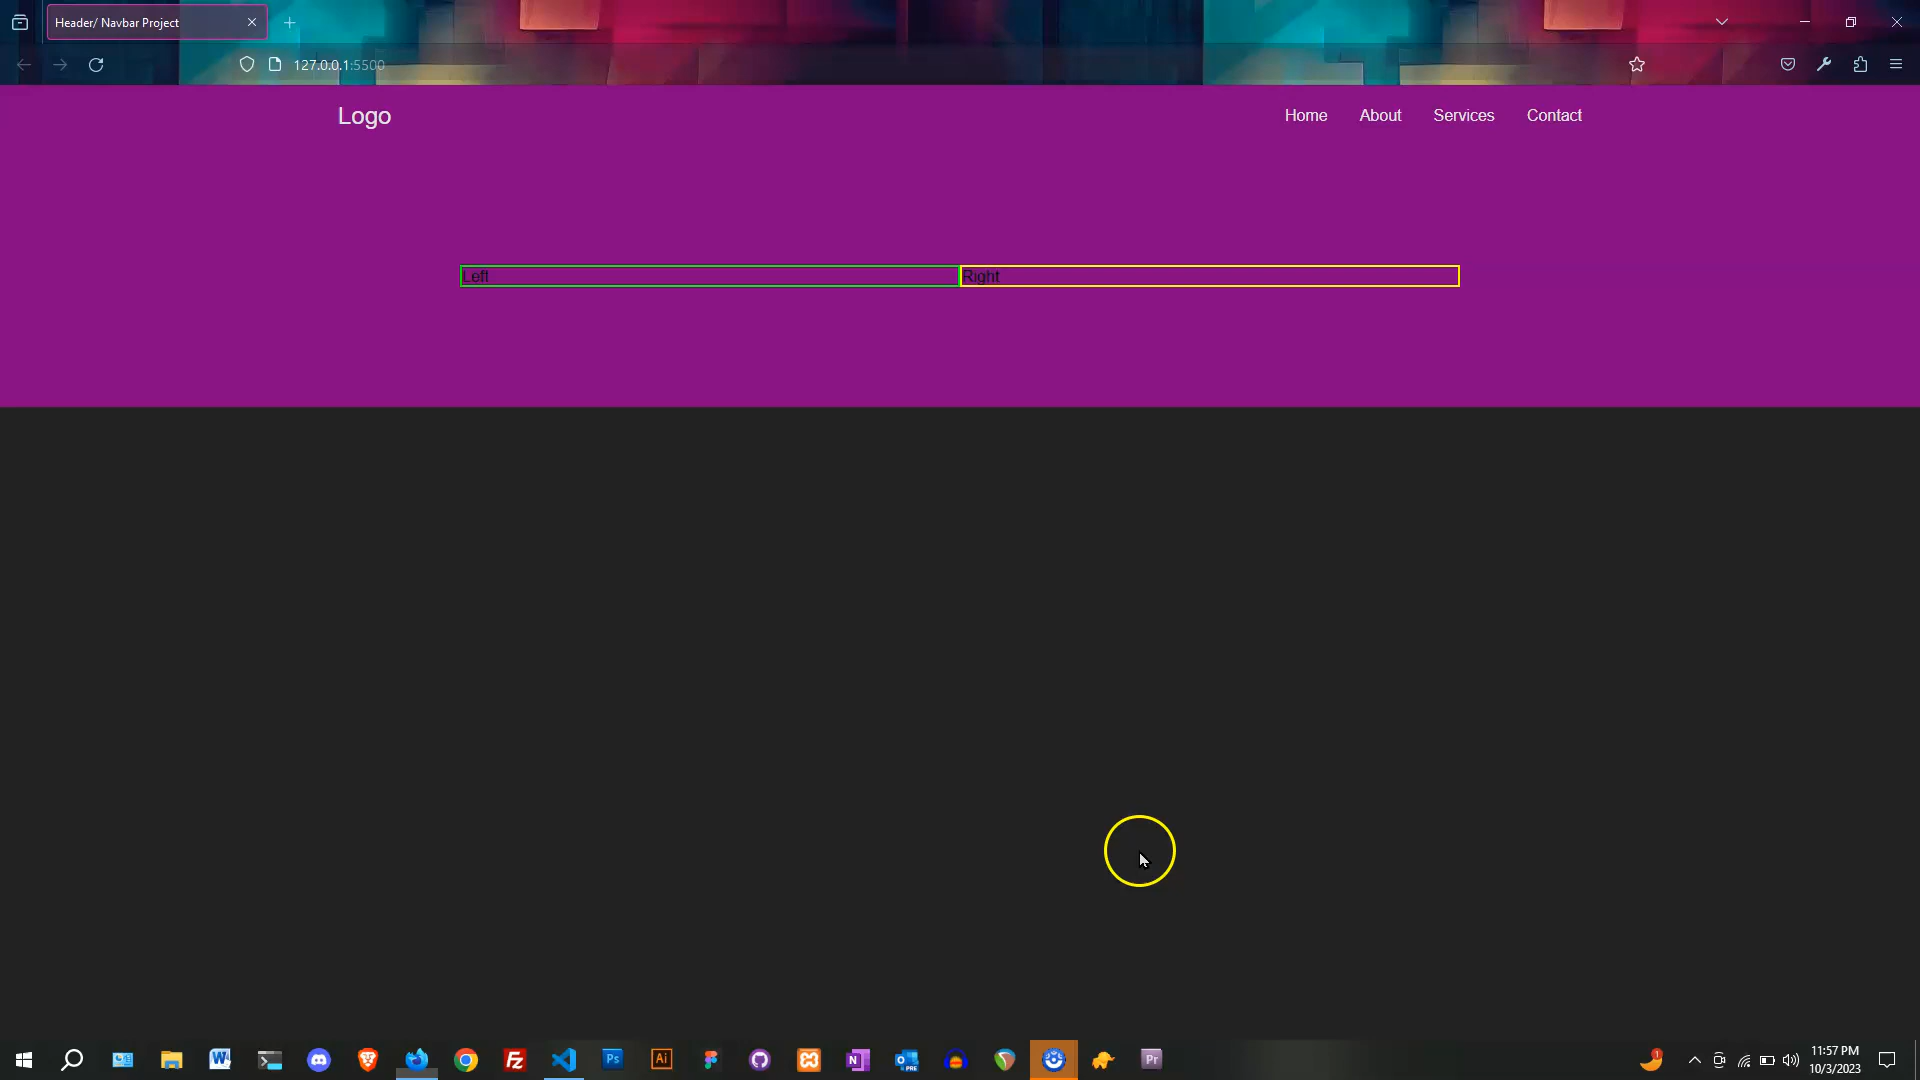 Header/ Navbar Project
127.0.0.1:5500
Logo
Home About Services Contact
Left Right
11:57 PM
10/3/2023